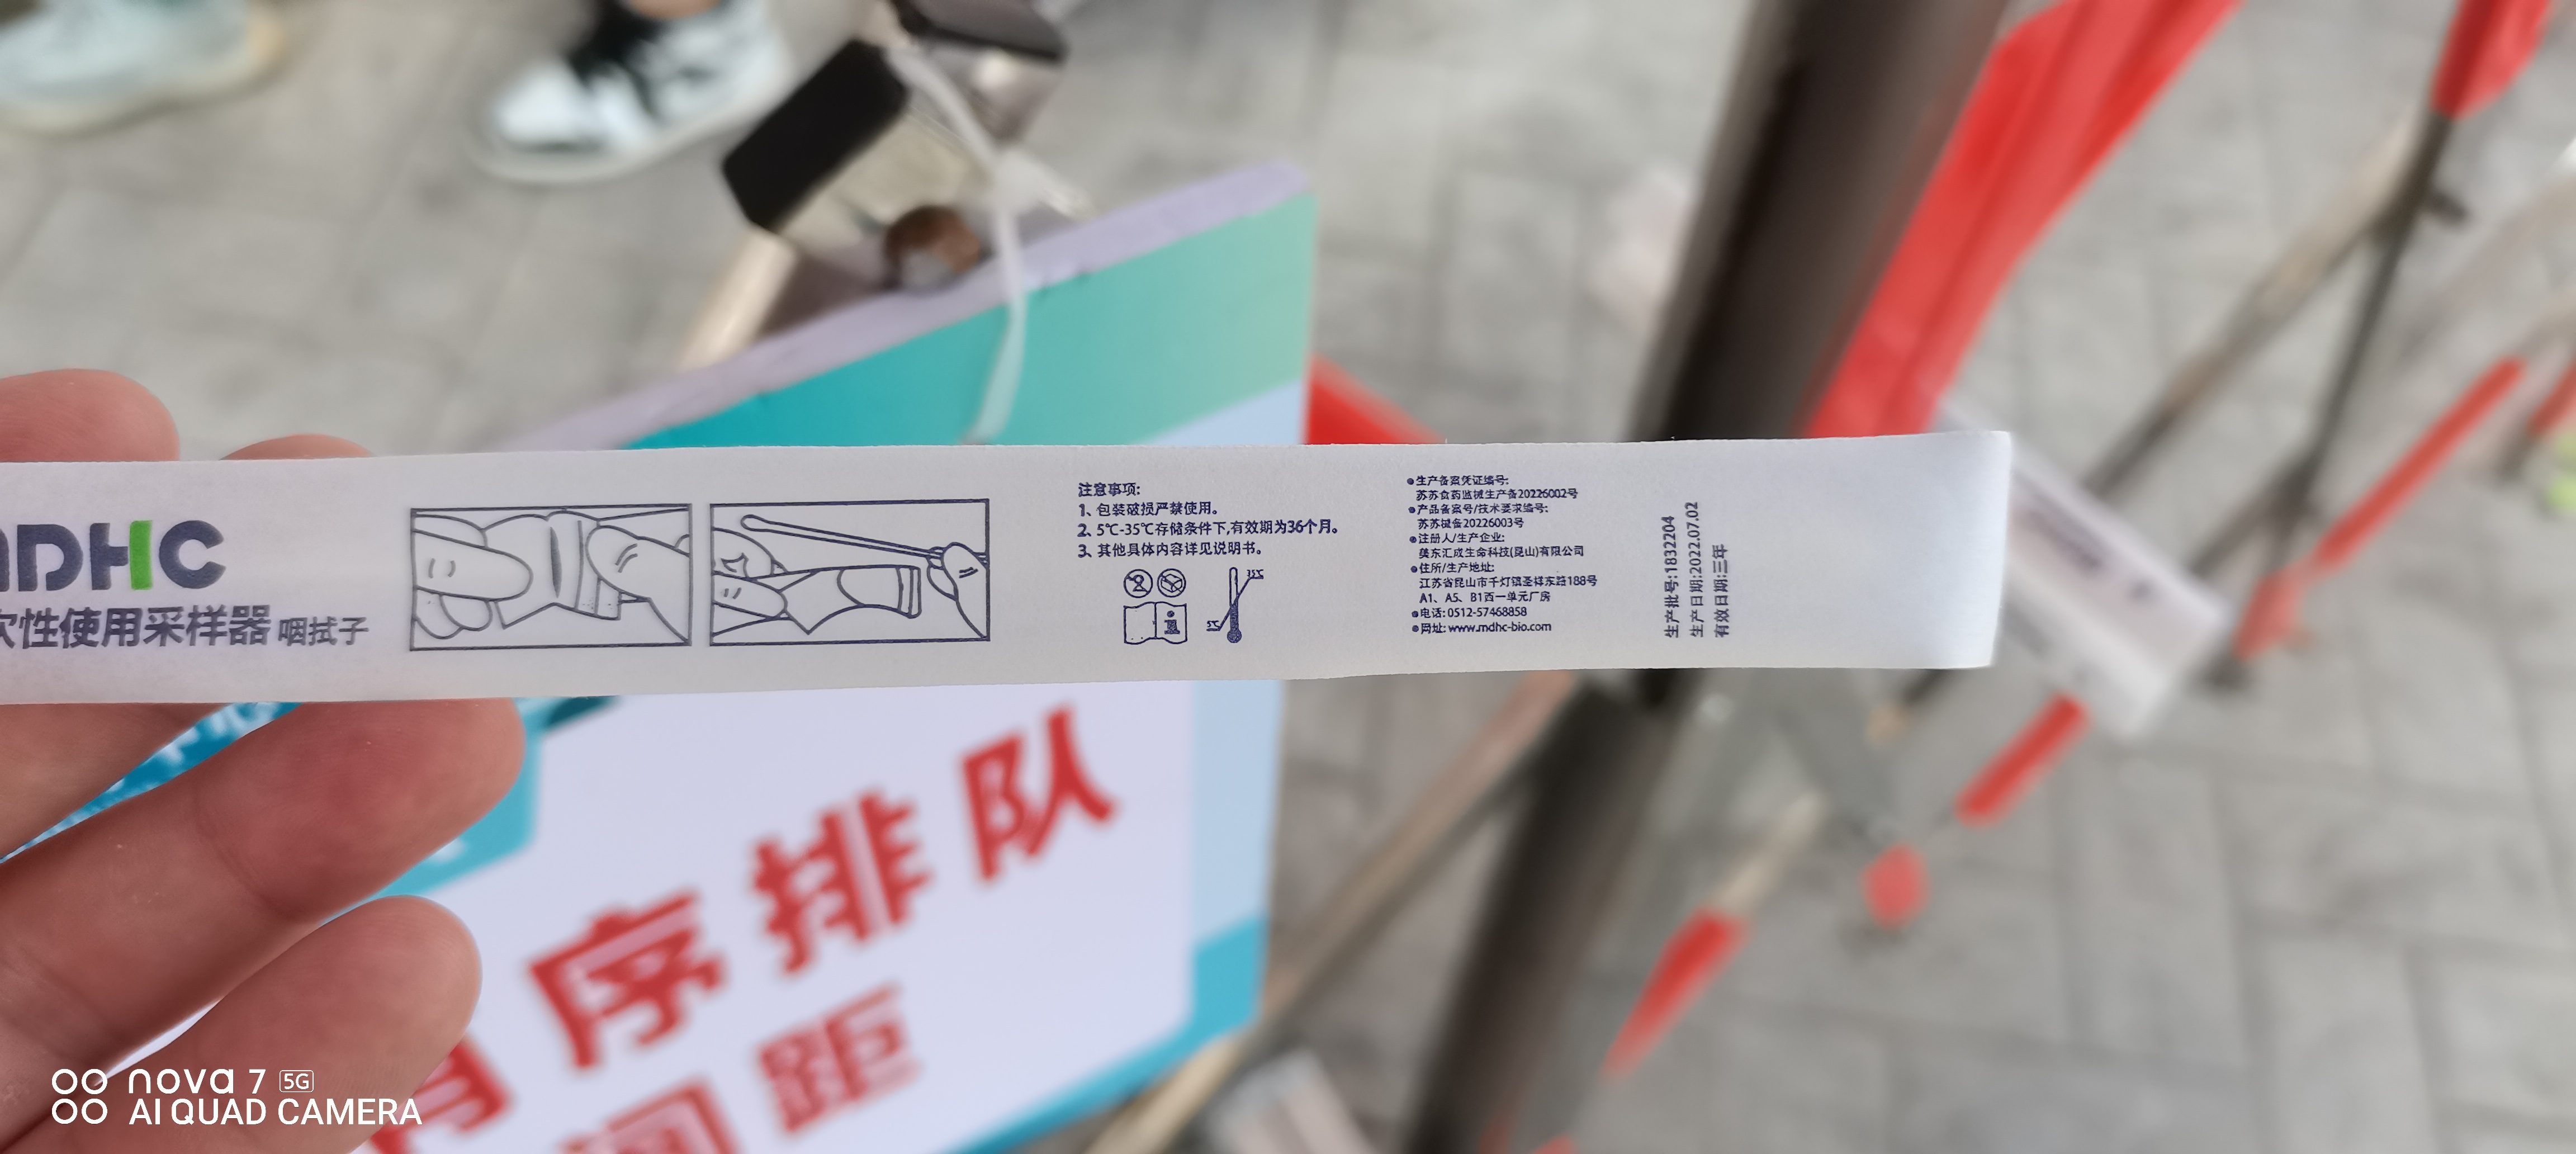 MDHC
次性使用采样器 咽拭子
注意事项:
1、包装破损严禁使用。
2、5℃-35℃存储条件下,有效期为36个月。
3、其他具体内容详见说明书。
2
35℃
5℃
i
●生产备案凭证编号:
苏苏食药监械生产备20226002号
●产品备案号/技术要求编号:
苏苏械备20226003号
●注册人/生产企业:
美东汇成生命科技(昆山)有限公司
●住所/生产地址:
江苏省昆山市千灯镇圣祥东路188号
A1、A5、B1西一单元厂房
●电话: 0512-57468858
●网址: www.mdhc-bio.com
生产批号:1832204
生产日期:2022.07.02
有效日期:三年
有序排队
间距
nova 7 5G
AI QUAD CAMERA